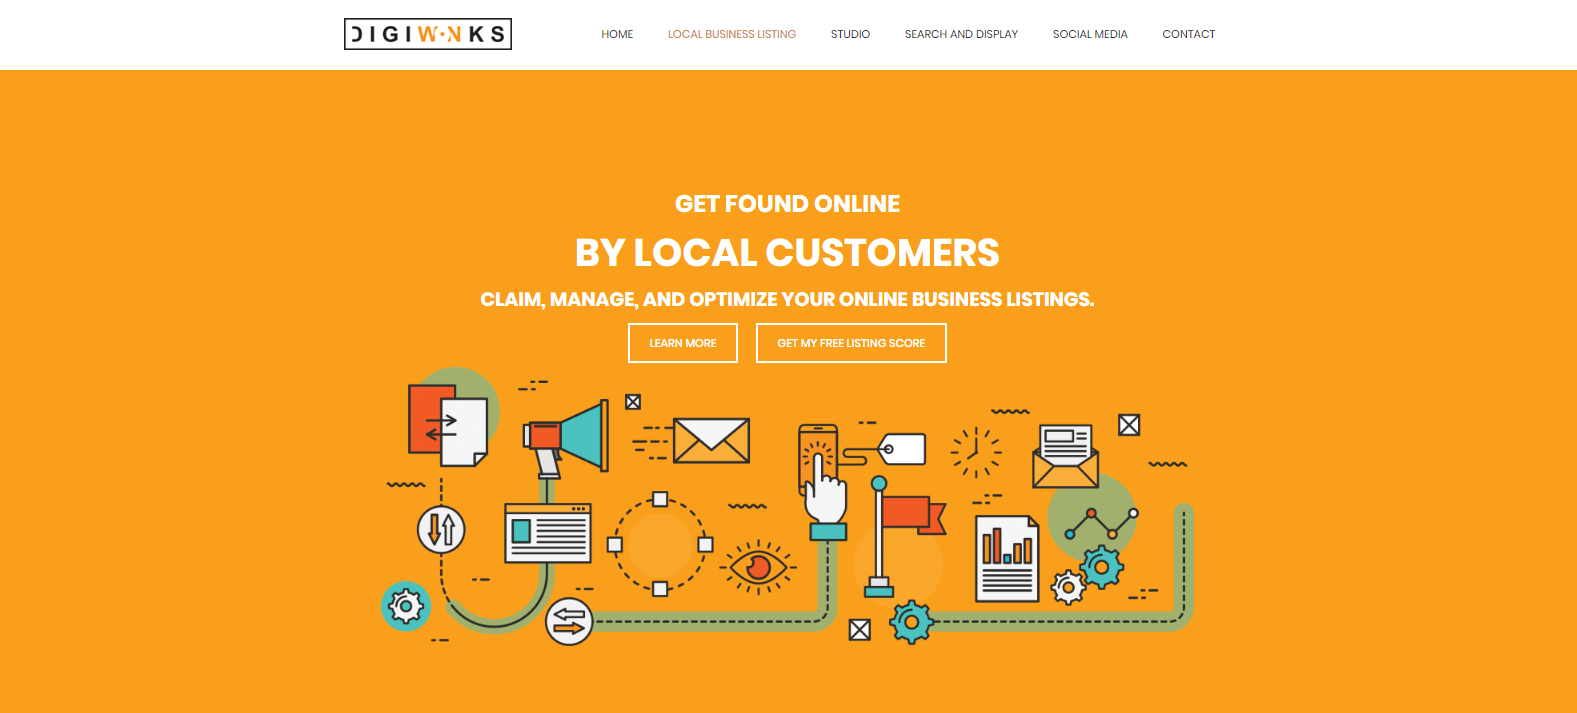 DIGIWONKS
HOME LOCAL BUSINESS LISTING STUDIO SEARCH AND DISPLAY SOCIAL MEDIA CONTACT
GET FOUND ONLINE
BY LOCAL CUSTOMERS
CLAIM, MANAGE, AND OPTIMIZE YOUR ONLINE BUSINESS LISTINGS.
LEARN MORE GET MY FREE LISTING SCORE